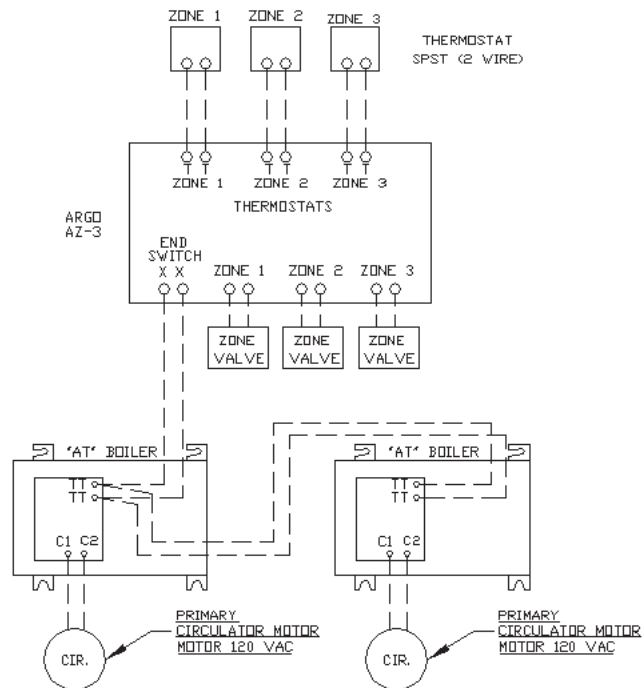 ZONE 1
ZONE 2
ZONE 3
THERMOSTAT
SPST (2 WIRE)
ZONE 1
ZONE 2
ZONE 3
THERMOSTATS
ARGO
AZ-3
END
SWITCH
X X
ZONE 1
ZONE 2
ZONE 3
ZONE
VALVE
ZONE
VALVE
ZONE
VALVE
"AT" BOILER
TT
TT
C1 C2
CIR.
PRIMARY
CIRCULATOR MOTOR
MOTOR 120 VAC
"AT" BOILER
TT
TT
C1 C2
CIR.
PRIMARY
CIRCULATOR MOTOR
MOTOR 120 VAC